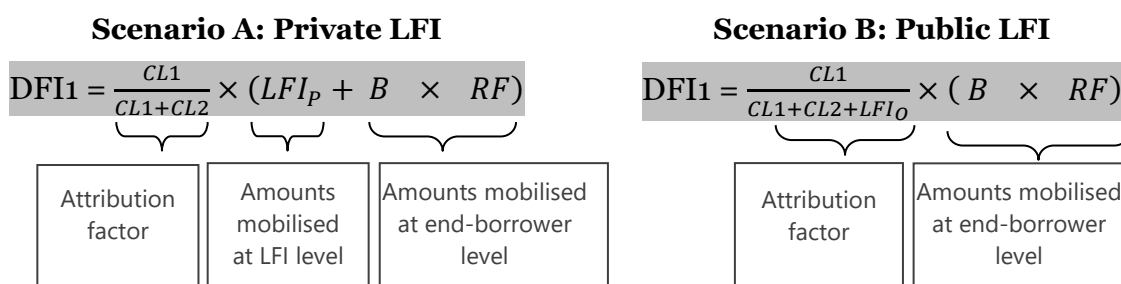 Scenario A: Private LFI
DFI1 = CL1/(CL1+CL2) × (LFI_P + B × RF)
Attribution factor
Amounts mobilised at LFI level
Amounts mobilised at end-borrower level
Scenario B: Public LFI
DFI1 = CL1/(CL1+CL2+LFI_O) × ( B × RF)
Attribution factor
Amounts mobilised at end-borrower level